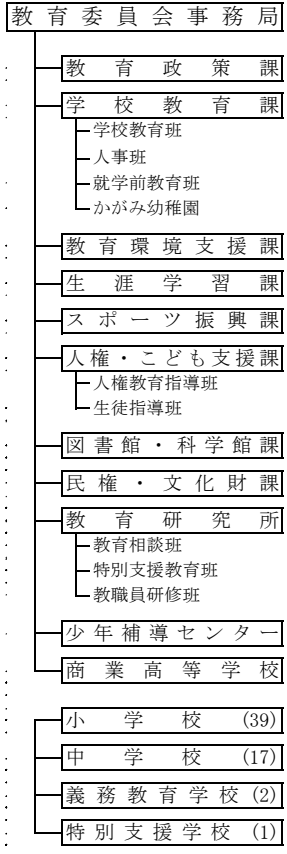 教育委員会事務局
教育政策課
学校教育課
学校教育班
人事班
就学前教育班
かがみ幼稚園
教育環境支援課
生涯学習課
スポーツ振興課
人権・こども支援課
人権教育指導班
生徒指導班
図書館・科学館課
民権・文化財課
教育研究所
教育相談班
特別支援教育班
教職員研修班
少年補導センター
商業高等学校
小学校 (39)
中学校 (17)
義務教育学校 (2)
特別支援学校 (1)